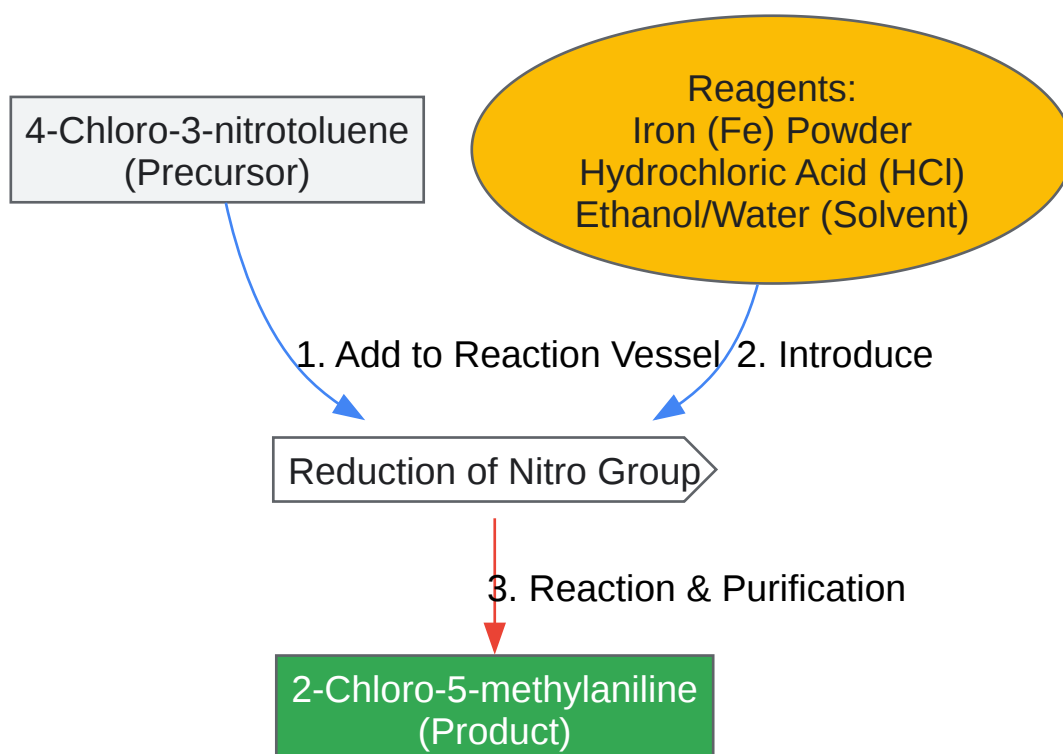 4-Chloro-3-nitrotoluene
(Precursor)
Reagents:
Iron (Fe) Powder
Hydrochloric Acid (HCl)
Ethanol/Water (Solvent)
1. Add to Reaction Vessel
2. Introduce
Reduction of Nitro Group
3. Reaction & Purification
2-Chloro-5-methylaniline
(Product)